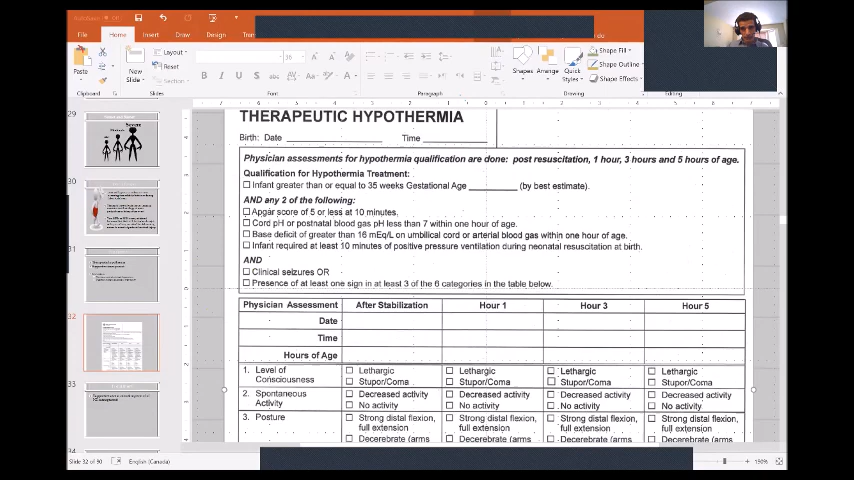 File
Home
Insert
Draw
Design
Paste
New
Slide
Layout
Reset
Section
Shapes
Arrange
Quick
Styles
Shape Fill
Shape Outline
Shape Effects
Clipboard
Slides
Font
Paragraph
Drawing
29
30
31
32
33
34
THERAPEUTIC HYPOTHERMIA
Birth: Date Time
Physician assessments for hypothermia qualification are done: post resuscitation, 1 hour, 3 hours and 5 hours of age.
Qualification for Hypothermia Treatment:
Infant greater than or equal to 35 weeks Gestational Age (by best estimate).
AND any 2 of the following:
Apgar score of 5 or less at 10 minutes.
Cord pH or postnatal blood gas pH less than 7 within one hour of age.
Base deficit of greater than 16 mEq/L on umbilical cord or arterial blood gas within one hour of age.
Infant required at least 10 minutes of positive pressure ventilation during neonatal resuscitation at birth.
AND
Clinical seizures OR
Presence of at least one sign in at least 3 of the 6 categories in the table below.
Physician Assessment After Stabilization Hour 1 Hour 3 Hour 5
Date
Time
Hours of Age
1. Level of Lethargic Lethargic Lethargic Lethargic
Consciousness Stupor/Coma Stupor/Coma Stupor/Coma Stupor/Coma
2. Spontaneous Decreased activity Decreased activity Decreased activity Decreased activity
Activity No activity No activity No activity No activity
3. Posture Strong distal flexion, Strong distal flexion, Strong distal flexion, Strong distal flexion,
full extension full extension full extension full extension
Decerebrate (arms Decerebrate (arms Decerebrate (arms Decerebrate (arms
Slide 32 of 90 English (Canada) 150%